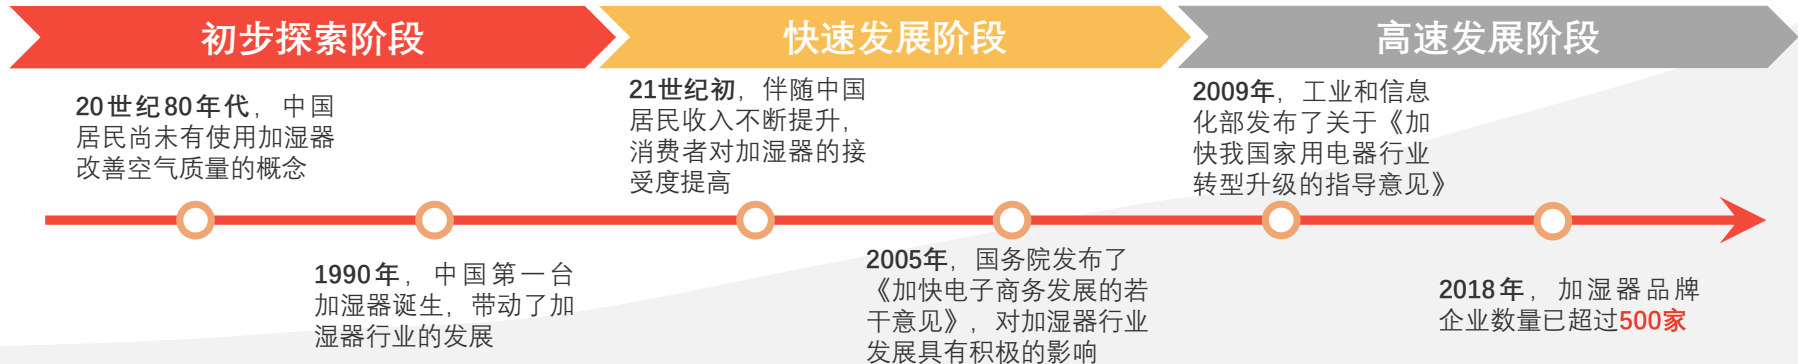 初步探索阶段
快速发展阶段
高速发展阶段
20世纪80年代，中国
居民尚未有使用加湿器
改善空气质量的概念
21世纪初，伴随中国
居民收入不断提升，
消费者对加湿器的接
受度提高
2009年，工业和信息
化部发布了关于《加
快我国家用电器行业
转型升级的指导意见》
1990年，中国第一台
加湿器诞生，带动了加
湿器行业的发展
2005年，国务院发布了
《加快电子商务发展的若
干意见》，对加湿器行业
发展具有积极的影响
2018年，加湿器品牌
企业数量已超过500家